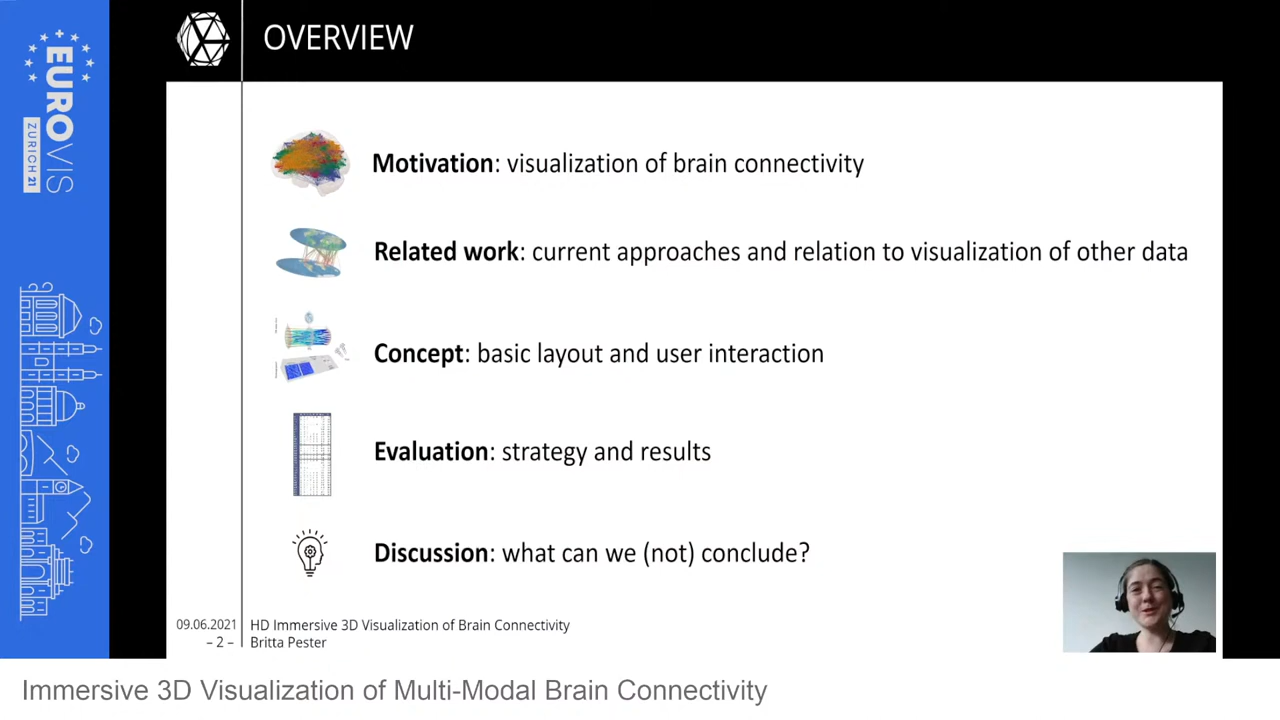 EUROVIS
ZURICH 21
OVERVIEW
Motivation: visualization of brain connectivity
Related work: current approaches and relation to visualization of other data
Concept: basic layout and user interaction
Evaluation: strategy and results
Discussion: what can we (not) conclude?
09.06.2021
HD Immersive 3D Visualization of Brain Connectivity
– 2 –
Britta Pester
Immersive 3D Visualization of Multi-Modal Brain Connectivity